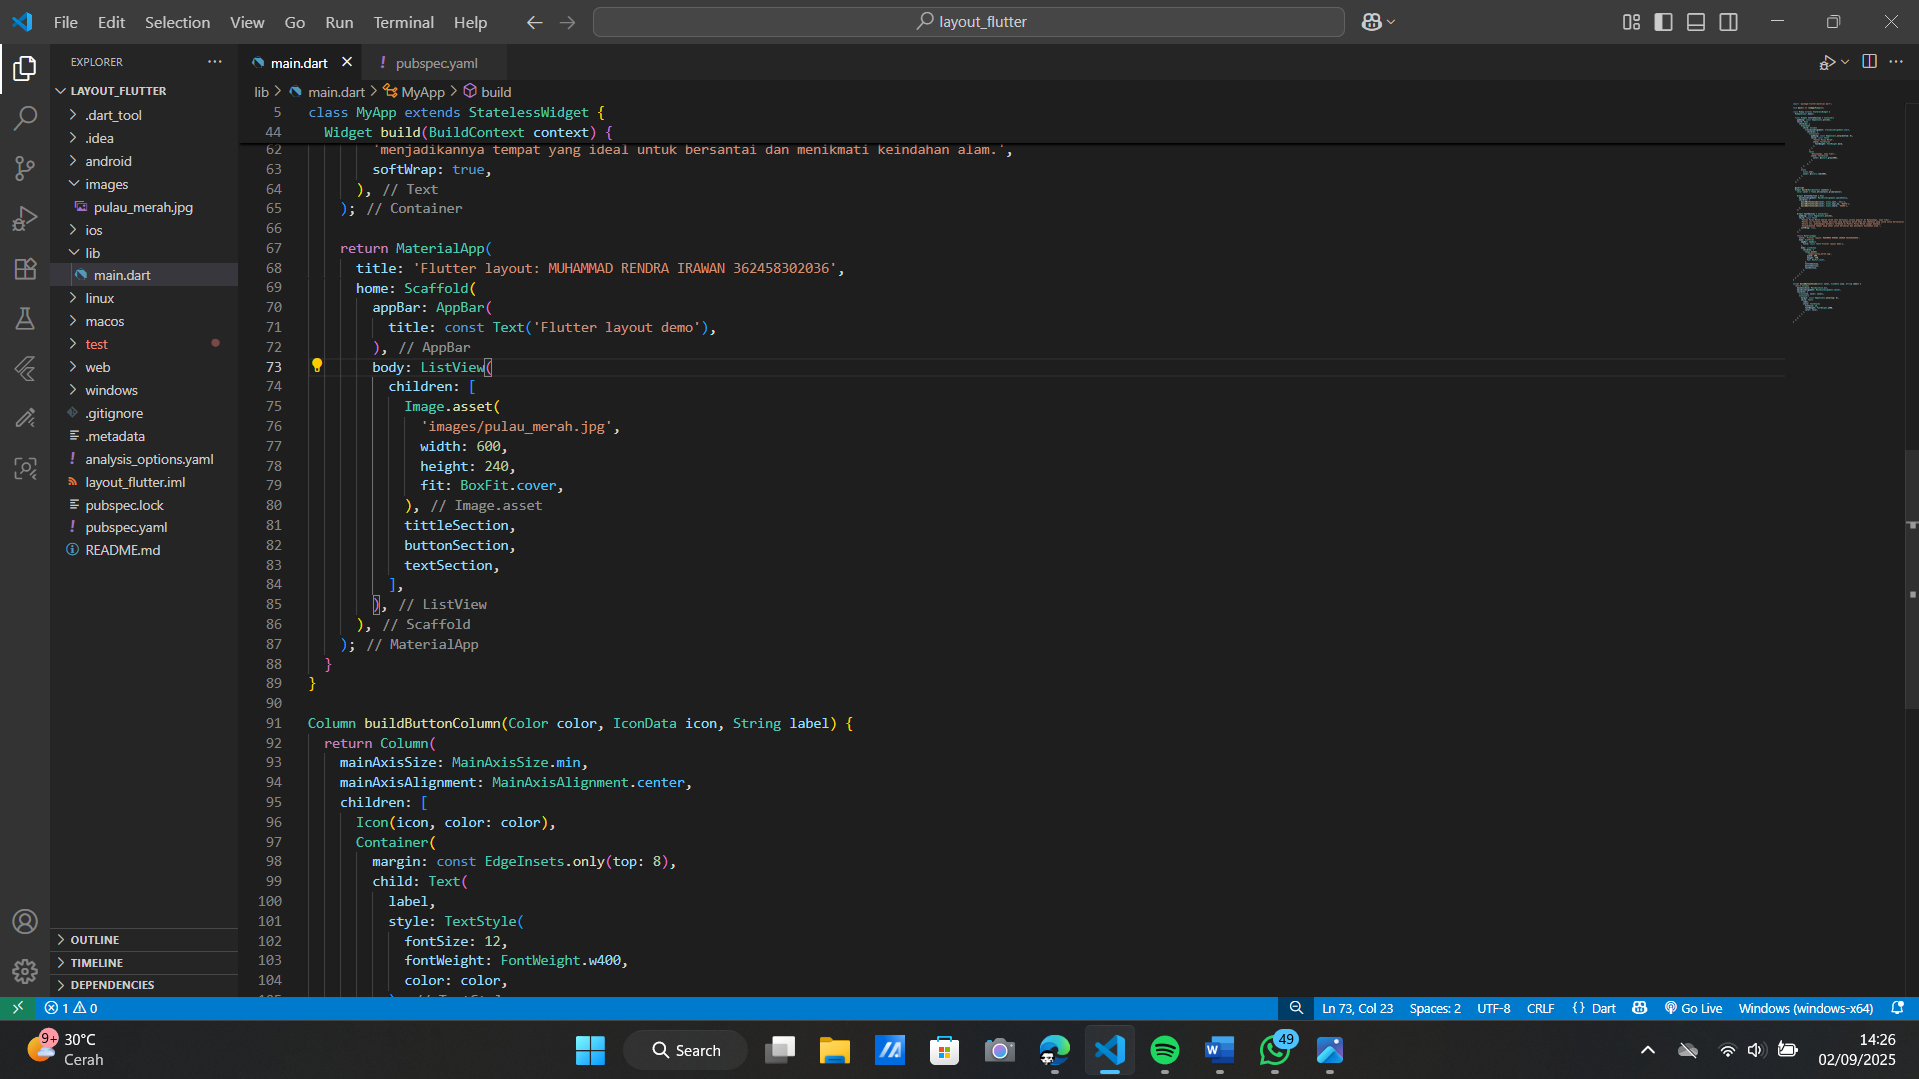 File Edit Selection View Go Run Terminal Help
layout_flutter
EXPLORER
main.dart
pubspec.yaml
LAYOUT_FLUTTER
.dart_tool
.idea
android
images
pulau_merah.jpg
ios
lib
main.dart
linux
macos
test
web
windows
.gitignore
.metadata
analysis_options.yaml
layout_flutter.iml
pubspec.lock
pubspec.yaml
README.md
OUTLINE
TIMELINE
DEPENDENCIES
lib > main.dart > MyApp > build
5 class MyApp extends StatelessWidget {
44 Widget build(BuildContext context) {
62 'menjadikannya tempat yang ideal untuk bersantai dan menikmati keindahan alam.',
63 softWrap: true,
64 ), // Text
65 ); // Container
66
67 return MaterialApp(
68 title: 'Flutter layout: MUHAMMAD RENDRA IRAWAN 362458302036',
69 home: Scaffold(
70 appBar: AppBar(
71 title: const Text('Flutter layout demo'),
72 ), // AppBar
73 body: ListView(
74 children: [
75 Image.asset(
76 'images/pulau_merah.jpg',
77 width: 600,
78 height: 240,
79 fit: BoxFit.cover,
80 ), // Image.asset
81 tittleSection,
82 buttonSection,
83 textSection,
84 ],
85 ), // ListView
86 ), // Scaffold
87 ); // MaterialApp
88 }
89 }
90
91 Column buildButtonColumn(Color color, IconData icon, String label) {
92 return Column(
93 mainAxisSize: MainAxisSize.min,
94 mainAxisAlignment: MainAxisAlignment.center,
95 children: [
96 Icon(icon, color: color),
97 Container(
98 margin: const EdgeInsets.only(top: 8),
99 child: Text(
100 label,
101 style: TextStyle(
102 fontSize: 12,
103 fontWeight: FontWeight.w400,
104 color: color,
1 0
Ln 73, Col 23 Spaces: 2 UTF-8 CRLF {} Dart Go Live Windows (windows-x64)
9+
30°C
Cerah
Search
49
14:26
02/09/2025